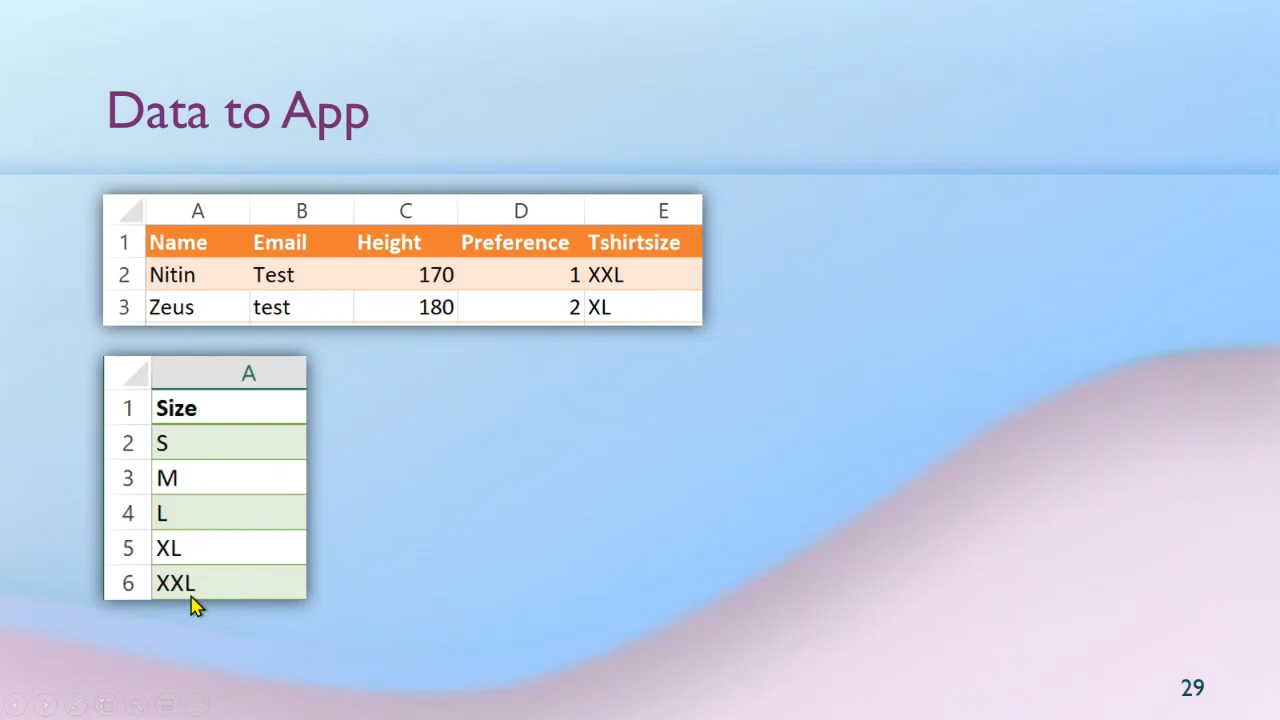 Data to App
A B C D E
1 Name Email Height Preference Tshirtsize
2 Nitin Test 170 1 XXL
3 Zeus test 180 2 XL
A
1 Size
2 S
3 M
4 L
5 XL
6 XXL
29